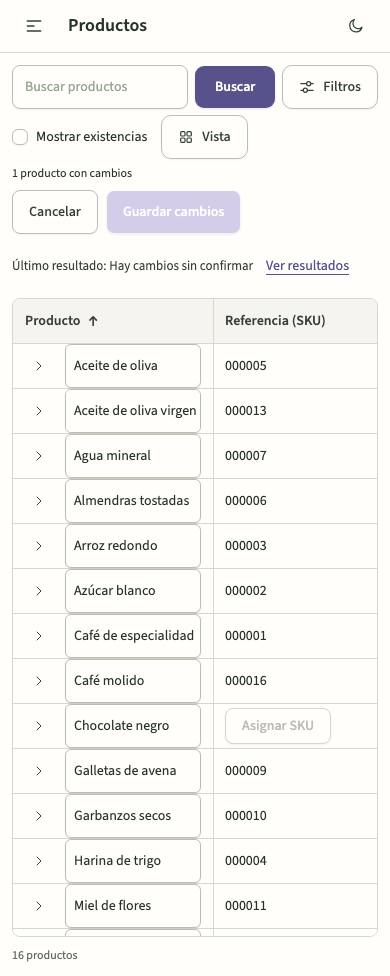 Productos
Buscar productos
Buscar
Filtros
Mostrar existencias
Vista
1 producto con cambios
Cancelar
Guardar cambios
Último resultado: Hay cambios sin confirmar
Ver resultados
Producto
Referencia (SKU)
Aceite de oliva
000005
Aceite de oliva virgen
000013
Agua mineral
000007
Almendras tostadas
000006
Arroz redondo
000003
Azúcar blanco
000002
Café de especialidad
000001
Café molido
000016
Chocolate negro
Asignar SKU
Galletas de avena
000009
Garbanzos secos
000010
Harina de trigo
000004
Miel de flores
000011
16 productos